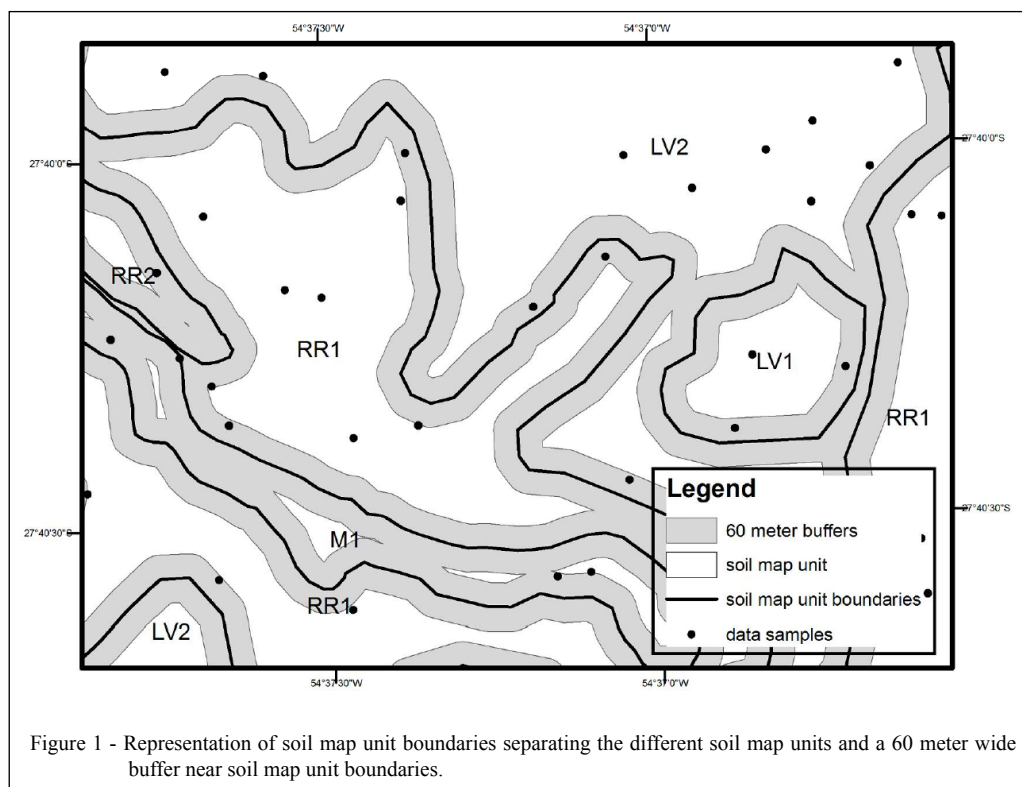 54°37'30"W
54°37'0"W
LV2
27°40'0"S
27°40'0"S
RR2
RR1
LV1
RR1
Legend
60 meter buffers
soil map unit
soil map unit boundaries
data samples
27°40'30"S
27°40'30"S
M1
RR1
LV2
54°37'30"W
54°37'0"W
Figure 1 - Representation of soil map unit boundaries separating the different soil map units and a 60 meter wide
buffer near soil map unit boundaries.